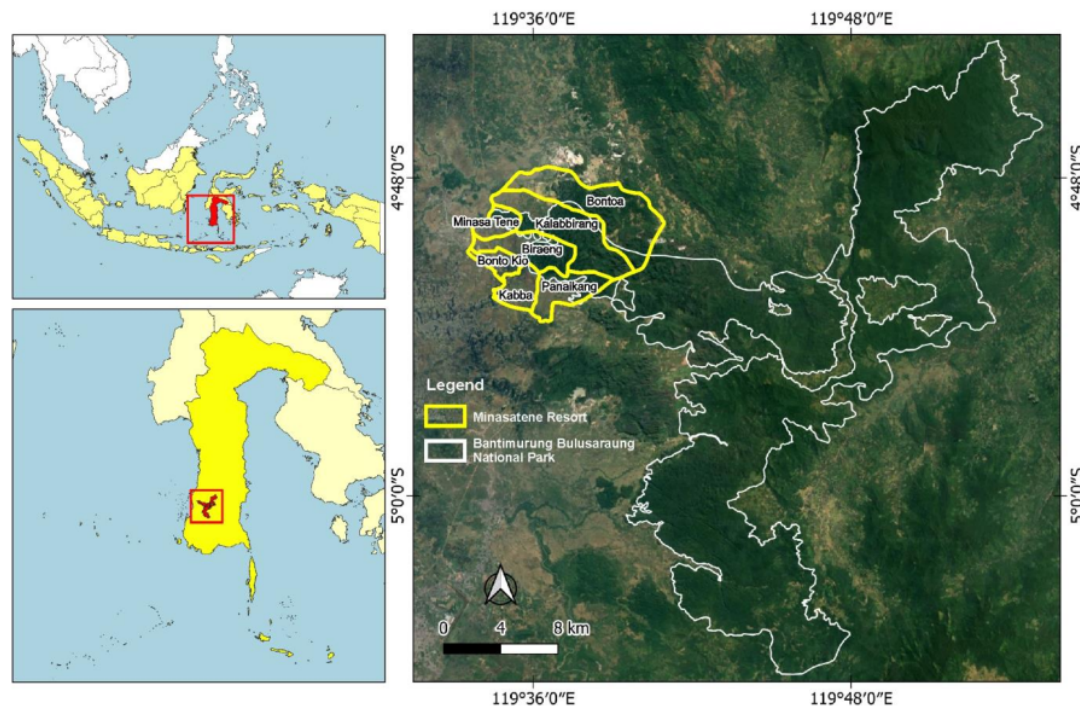 119°36′0″E
119°48′0″E
4°48′0″S
4°48′0″S
Bontoa
Minasa Tene
Kalabbirang
Biraeng
Bonto Kio
Panaikang
Kabba
Legend
Minasatene Resort
Bantimurung Bulusaraung
National Park
5°0′0″S
5°0′0″S
0 4 8 km
119°36′0″E
119°48′0″E